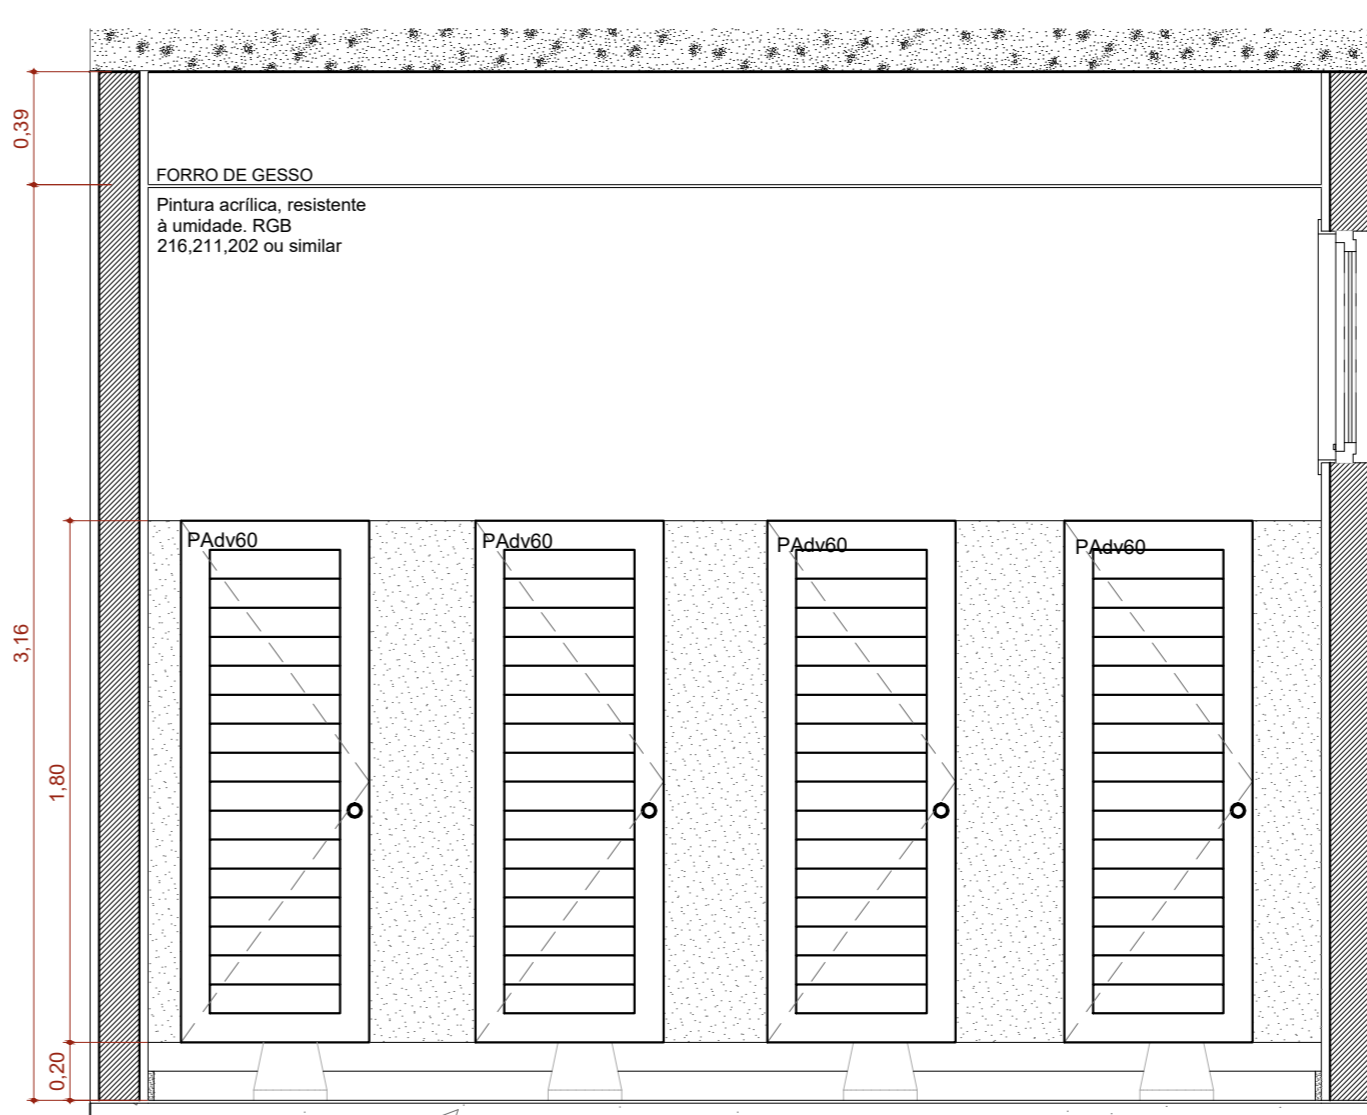 0,39
FORRO DE GESSO
Pintura acrílica, resistente
à umidade. RGB
216,211,202 ou similar
PAdv60
PAdv60
PAdv60
PAdv60
3,16
1,80
0,20